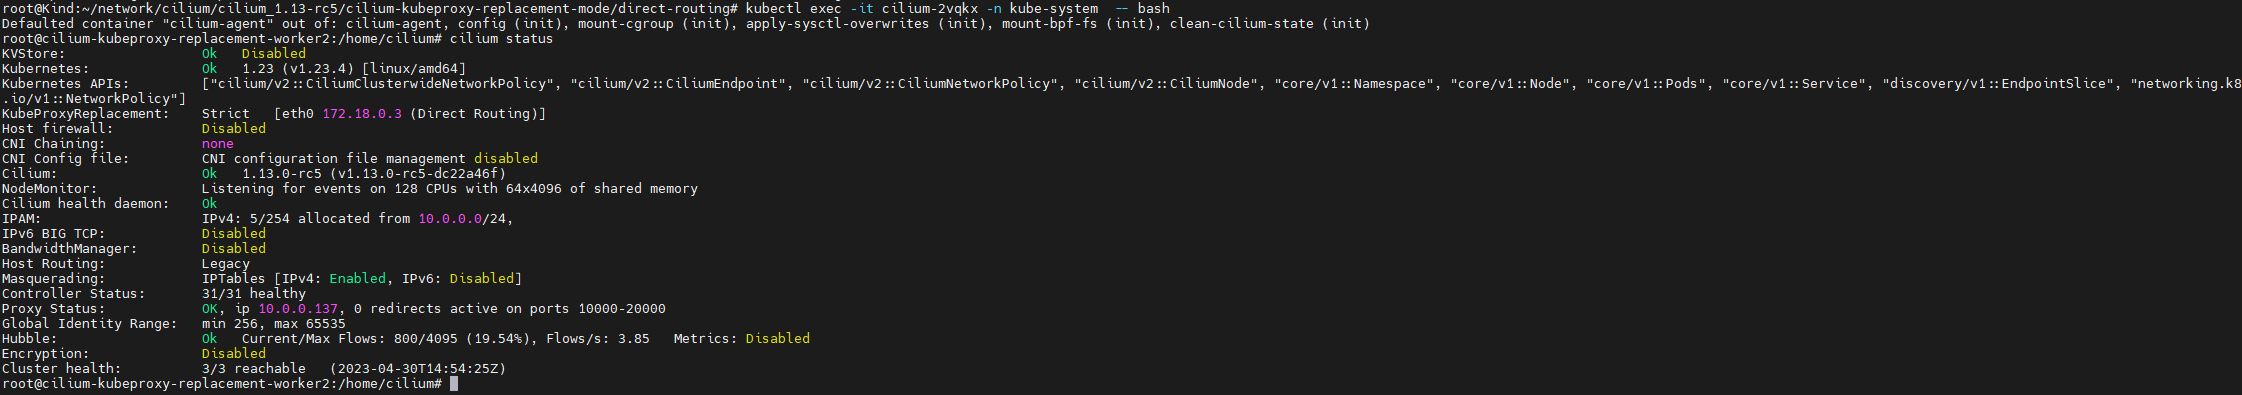 root@Kind:~/network/cilium/cilium_1.13-rc5/cilium-kubeproxy-replacement-mode/direct-routing# kubectl exec -it cilium-2vqkx -n kube-system  -- bash
Defaulted container "cilium-agent" out of: cilium-agent, config (init), mount-cgroup (init), apply-sysctl-overwrites (init), mount-bpf-fs (init), clean-cilium-state (init)
root@cilium-kubeproxy-replacement-worker2:/home/cilium# cilium status
KVStore:                 Ok   Disabled
Kubernetes:              Ok   1.23 (v1.23.4) [linux/amd64]
Kubernetes APIs:         ["cilium/v2::CiliumClusterwideNetworkPolicy", "cilium/v2::CiliumEndpoint", "cilium/v2::CiliumNetworkPolicy", "cilium/v2::CiliumNode", "core/v1::Namespace", "core/v1::Node", "core/v1::Pods", "core/v1::Service", "discovery/v1::EndpointSlice", "networking.k8
.io/v1::NetworkPolicy"]
KubeProxyReplacement:    Strict   [eth0 172.18.0.3 (Direct Routing)]
Host firewall:           Disabled
CNI Chaining:            none
CNI Config file:         CNI configuration file management disabled
Cilium:                  Ok   1.13.0-rc5 (v1.13.0-rc5-dc22a46f)
NodeMonitor:             Listening for events on 128 CPUs with 64x4096 of shared memory
Cilium health daemon:    Ok
IPAM:                    IPv4: 5/254 allocated from 10.0.0.0/24,
IPv6 BIG TCP:            Disabled
BandwidthManager:        Disabled
Host Routing:            Legacy
Masquerading:            IPTables [IPv4: Enabled, IPv6: Disabled]
Controller Status:       31/31 healthy
Proxy Status:            OK, ip 10.0.0.137, 0 redirects active on ports 10000-20000
Global Identity Range:   min 256, max 65535
Hubble:                  Ok   Current/Max Flows: 800/4095 (19.54%), Flows/s: 3.85   Metrics: Disabled
Encryption:              Disabled
Cluster health:          3/3 reachable   (2023-04-30T14:54:25Z)
root@cilium-kubeproxy-replacement-worker2:/home/cilium#